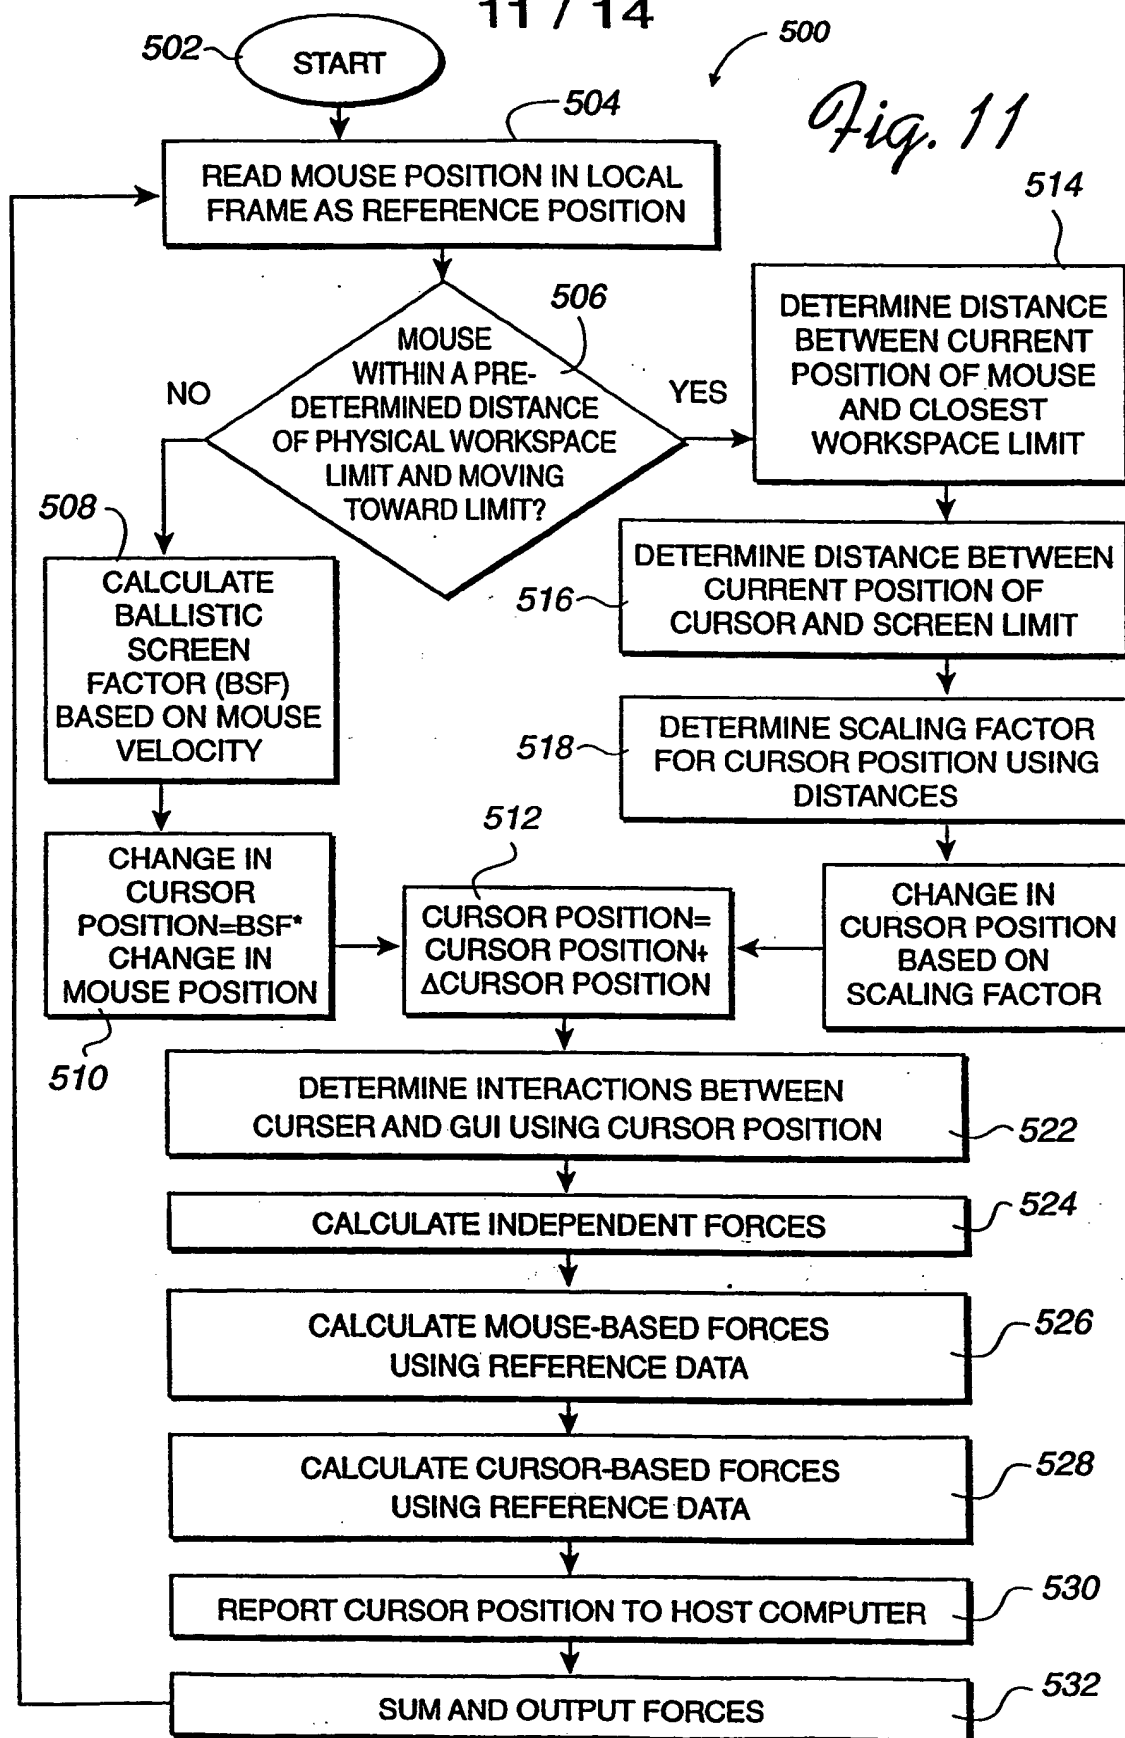 11 / 14
500
Fig. 11
502
START
504
READ MOUSE POSITION IN LOCAL
FRAME AS REFERENCE POSITION
506
MOUSE
WITHIN A PRE-
DETERMINED DISTANCE
OF PHYSICAL WORKSPACE
LIMIT AND MOVING
TOWARD LIMIT?
NO
YES
514
DETERMINE DISTANCE
BETWEEN CURRENT
POSITION OF MOUSE
AND CLOSEST
WORKSPACE LIMIT
508
CALCULATE
BALLISTIC
SCREEN
FACTOR (BSF)
BASED ON MOUSE
VELOCITY
516
DETERMINE DISTANCE BETWEEN
CURRENT POSITION OF
CURSOR AND SCREEN LIMIT
518
DETERMINE SCALING FACTOR
FOR CURSOR POSITION USING
DISTANCES
510
CHANGE IN
CURSOR
POSITION=BSF*
CHANGE IN
MOUSE POSITION
512
CURSOR POSITION=
CURSOR POSITION+
ΔCURSOR POSITION
CHANGE IN
CURSOR POSITION
BASED ON
SCALING FACTOR
DETERMINE INTERACTIONS BETWEEN
CURSER AND GUI USING CURSOR POSITION
522
CALCULATE INDEPENDENT FORCES
524
CALCULATE MOUSE-BASED FORCES
USING REFERENCE DATA
526
CALCULATE CURSOR-BASED FORCES
USING REFERENCE DATA
528
REPORT CURSOR POSITION TO HOST COMPUTER
530
SUM AND OUTPUT FORCES
532